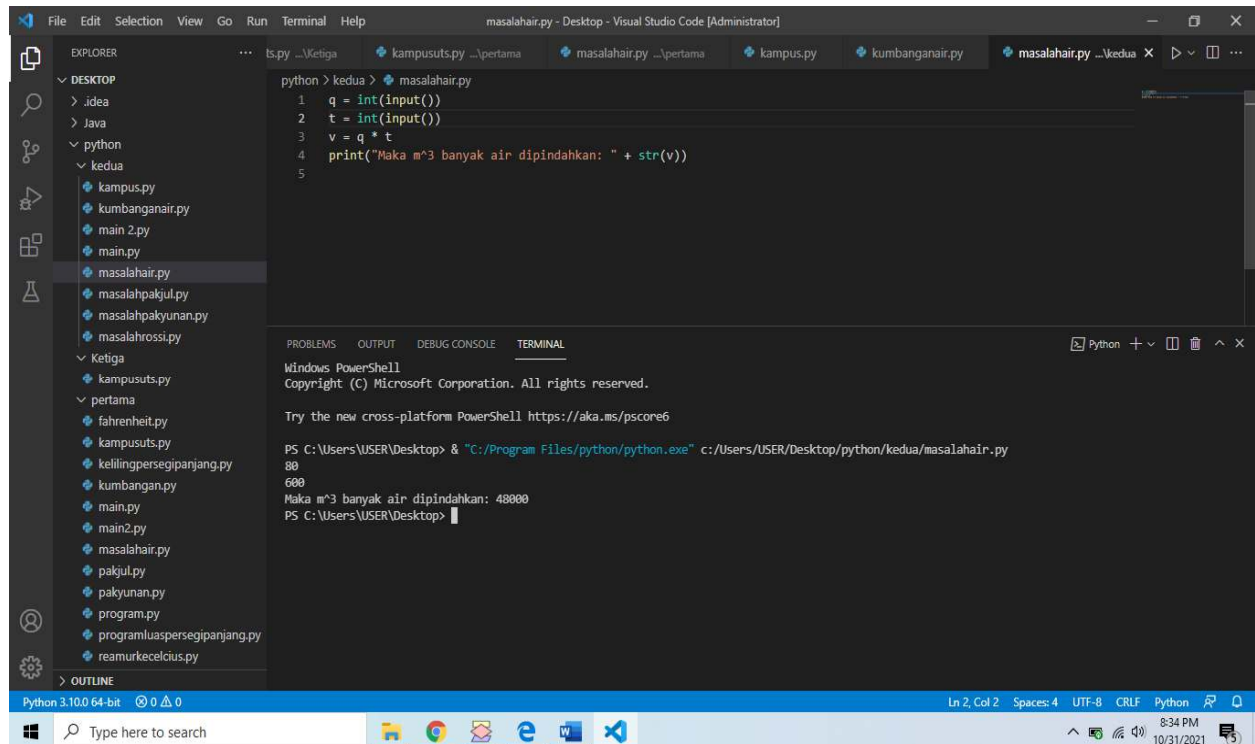 File Edit Selection View Go Run Terminal Help masalahair.py - Desktop - Visual Studio Code [Administrator]
EXPLORER
ts.py ...\Ketiga kampusuts.py ...\pertama masalahair.py ...\pertama kampus.py kumbanganair.py masalahair.py ...\kedua
DESKTOP
.idea
Java
python
kedua
kampus.py
kumbanganair.py
main 2.py
main.py
masalahair.py
masalahpakjul.py
masalahpakyunan.py
masalahrossi.py
Ketiga
kampusuts.py
pertama
fahrenheit.py
kampusuts.py
kelilingpersegipanjang.py
kumbangan.py
main.py
main2.py
masalahair.py
pakjul.py
pakyunan.py
program.py
programluaspersegipanjang.py
reamurkecelcius.py
OUTLINE
python > kedua > masalahair.py
1 q = int(input())
2 t = int(input())
3 v = q * t
4 print("Maka m^3 banyak air dipindahkan: " + str(v))
5
PROBLEMS OUTPUT DEBUG CONSOLE TERMINAL Python
Windows PowerShell
Copyright (C) Microsoft Corporation. All rights reserved.
Try the new cross-platform PowerShell https://aka.ms/pscore6
PS C:\Users\USER\Desktop> & "C:/Program Files/python/python.exe" c:/Users/USER/Desktop/python/kedua/masalahair.py
80
600
Maka m^3 banyak air dipindahkan: 48000
PS C:\Users\USER\Desktop>
Python 3.10.0 64-bit 0 0 Ln 2, Col 2 Spaces: 4 UTF-8 CRLF Python
Type here to search
8:34 PM
10/31/2021
5